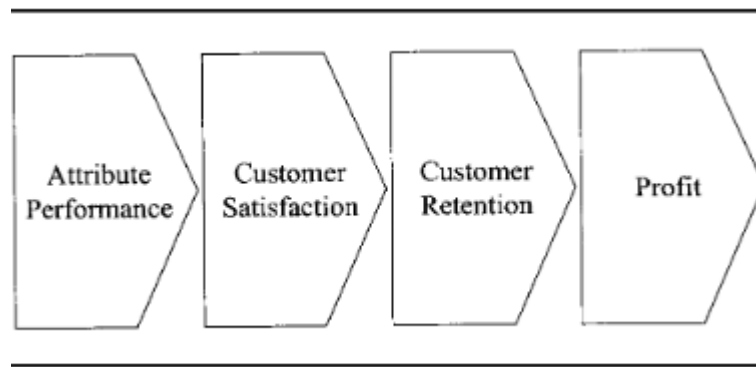 Attribute
Performance
Customer
Satisfaction
Customer
Retention
Profit